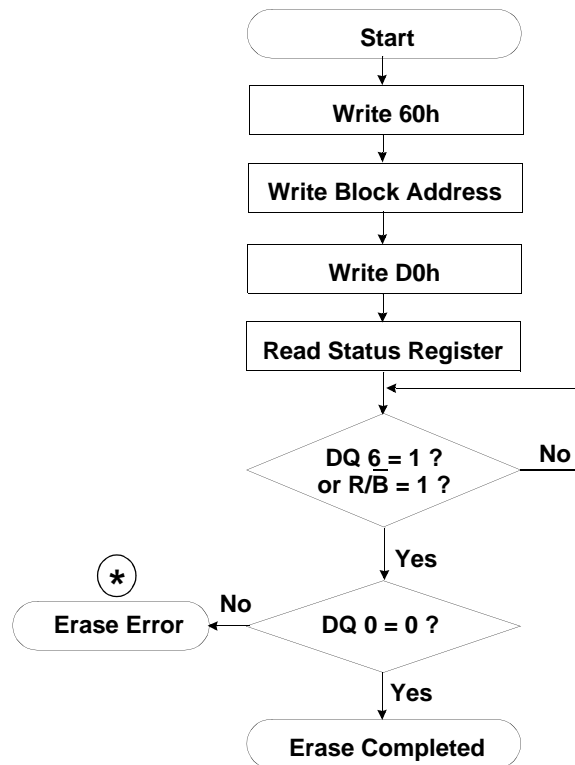 Start
Write 60h
Write Block Address
Write D0h
Read Status Register
DQ 6 = 1 ?
or R/B̅ = 1 ?
No
Yes
*
No
Erase Error
DQ 0 = 0 ?
Yes
Erase Completed